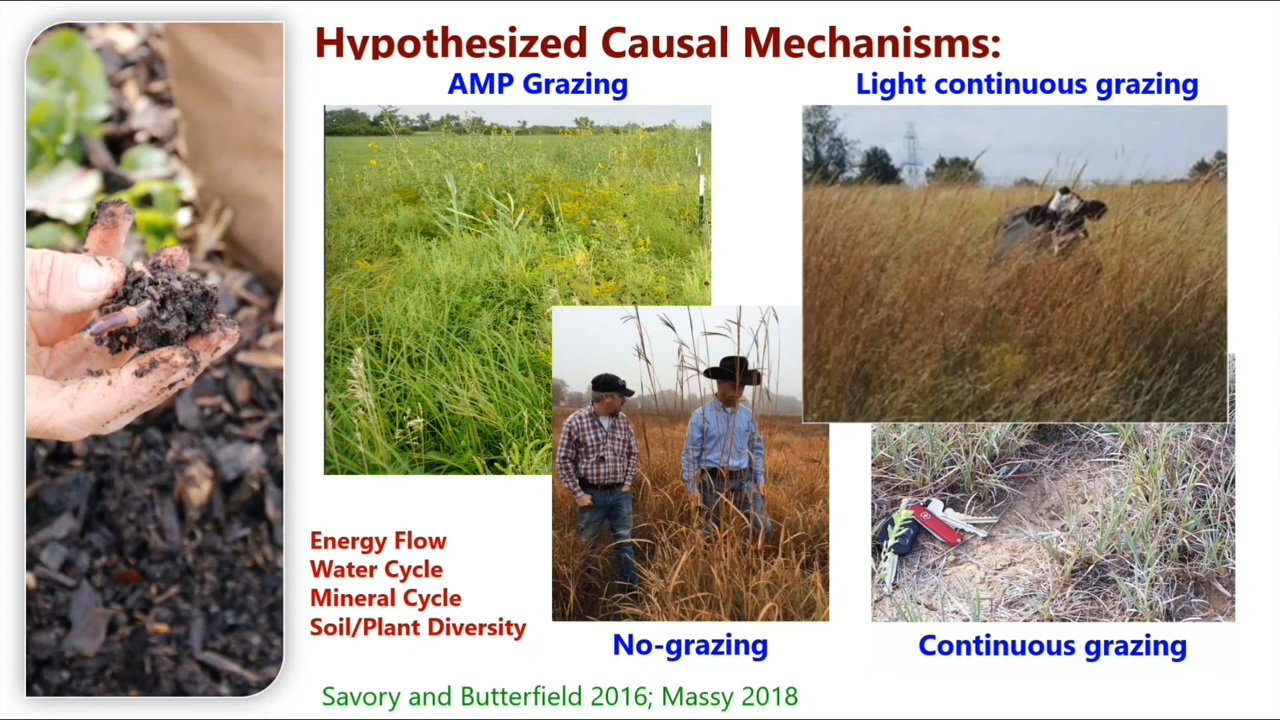 Hypothesized Causal Mechanisms:
AMP Grazing
Light continuous grazing
Energy Flow
Water Cycle
Mineral Cycle
Soil/Plant Diversity
No-grazing
Continuous grazing
Savory and Butterfield 2016; Massy 2018